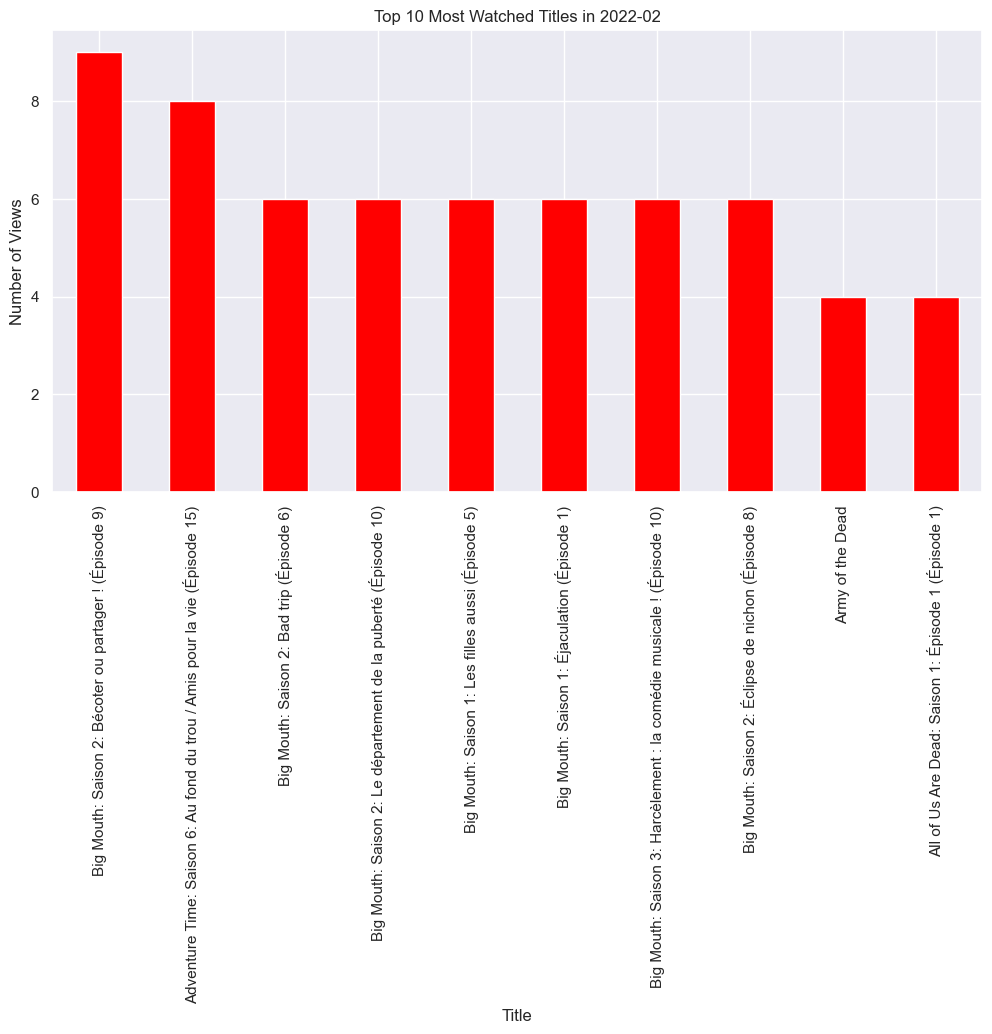 Top 10 Most Watched Titles in 2022-02
Number of Views
8
6
4
2
0
Big Mouth: Saison 2: Bécoter ou partager ! (Épisode 9)
Adventure Time: Saison 6: Au fond du trou / Amis pour la vie (Épisode 15)
Big Mouth: Saison 2: Bad trip (Épisode 6)
Big Mouth: Saison 2: Le département de la puberté (Épisode 10)
Big Mouth: Saison 1: Les filles aussi (Épisode 5)
Big Mouth: Saison 1: Éjaculation (Épisode 1)
Big Mouth: Saison 3: Harcèlement : la comédie musicale ! (Épisode 10)
Big Mouth: Saison 2: Éclipse de nichon (Épisode 8)
Army of the Dead
All of Us Are Dead: Saison 1: Épisode 1 (Épisode 1)
Title